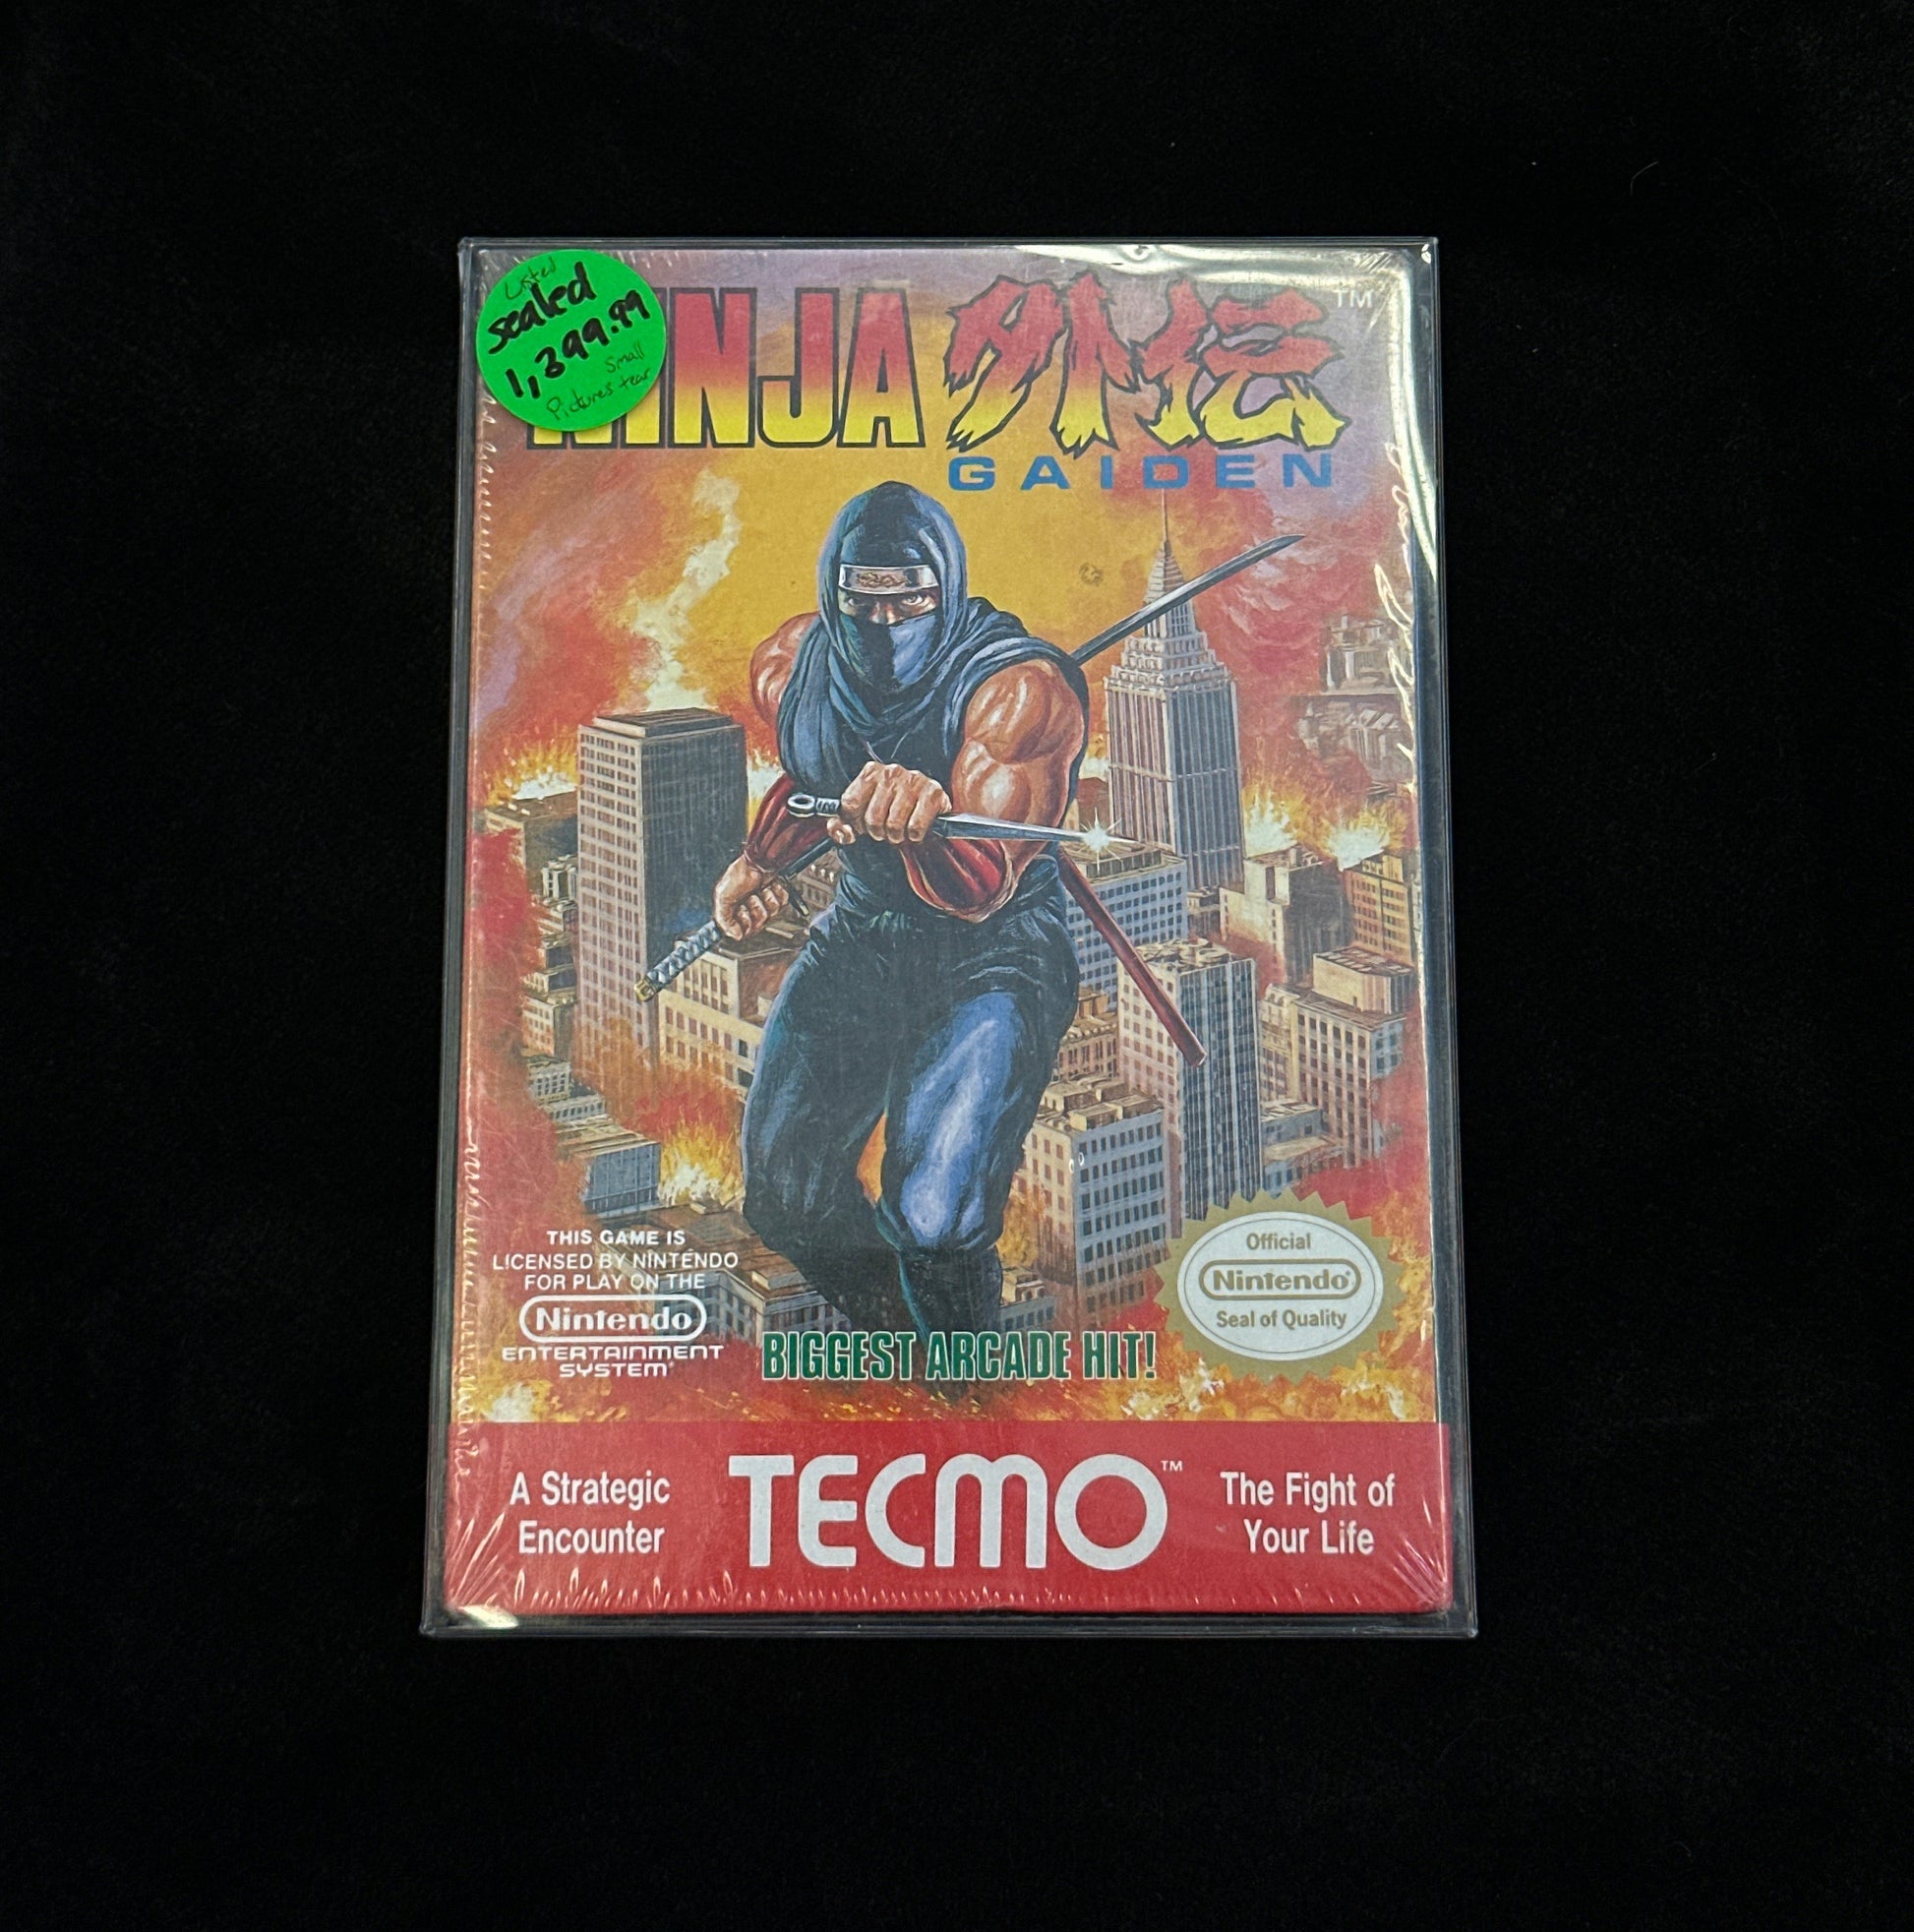 Listed
sealed
1,399.99
small
Pictures tear
NINJA 外伝 ™
GAIDEN
THIS GAME IS
LICENSED BY NINTENDO
FOR PLAY ON THE
Nintendo®
ENTERTAINMENT
SYSTEM®
BIGGEST ARCADE HIT!
Official
Nintendo®
Seal of Quality
A Strategic
Encounter
TECMO™
The Fight of
Your Life